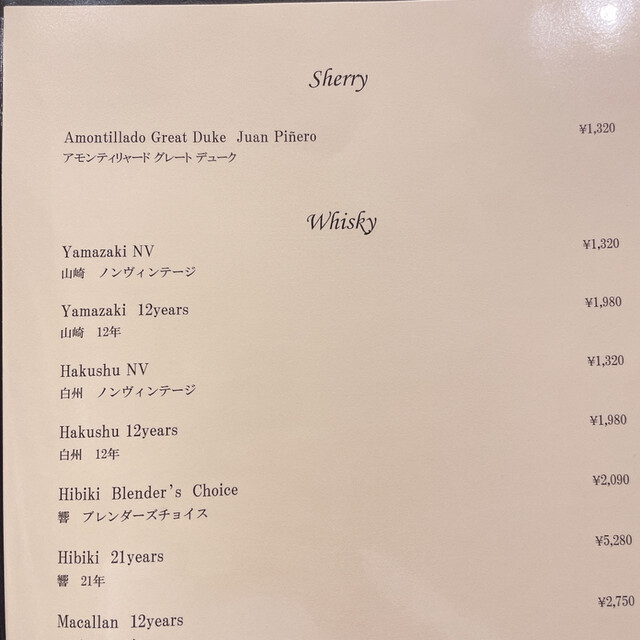 Sherry
Amontillado Great Duke Juan Piñero ¥1,320
アモンティリャード グレート デューク
Whisky
Yamazaki NV ¥1,320
山崎 ノンヴィンテージ
Yamazaki 12years ¥1,980
山崎 12年
Hakushu NV ¥1,320
白州 ノンヴィンテージ
Hakushu 12years ¥1,980
白州 12年
Hibiki Blender's Choice ¥2,090
響 ブレンダーズチョイス
Hibiki 21years ¥5,280
響 21年
Macallan 12years ¥2,750